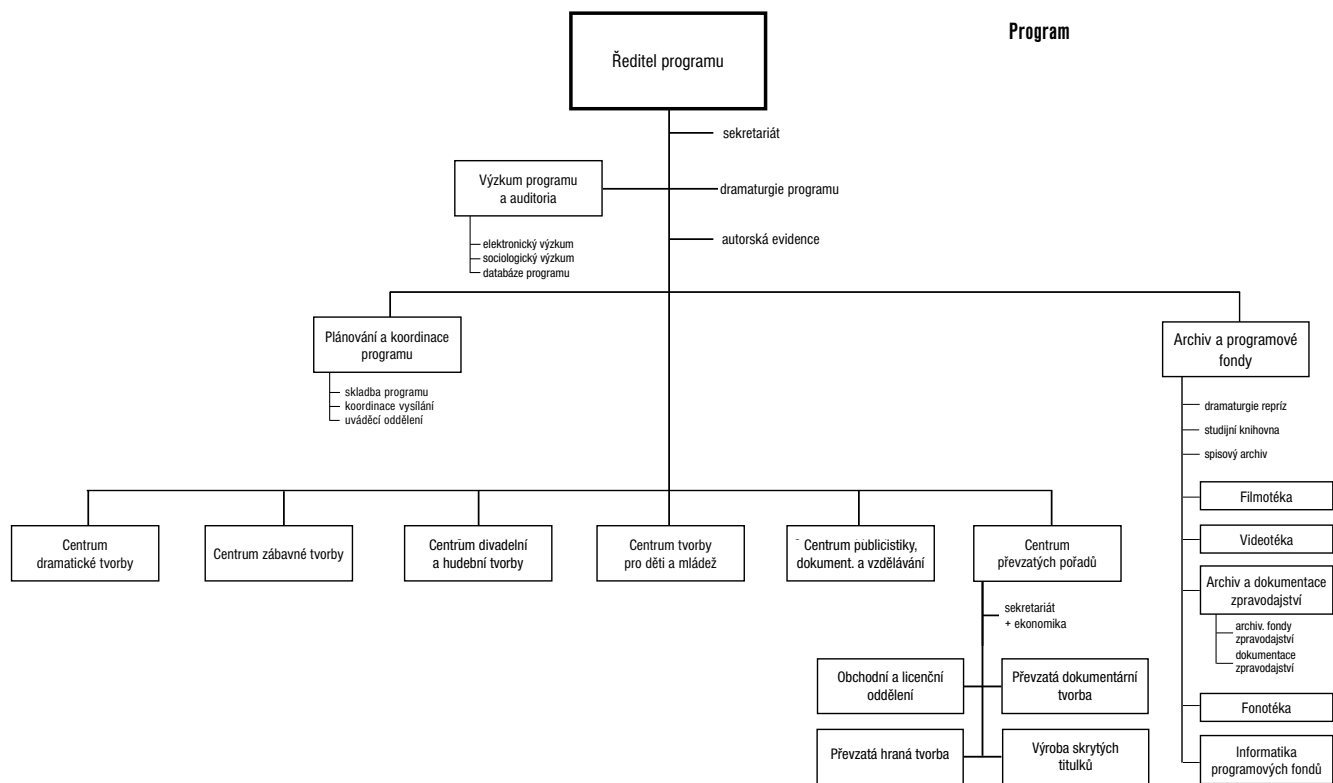 Program
Ředitel programu
sekretariát
Výzkum programu
a auditoria
dramaturgie programu
autorská evidence
elektronický výzkum
sociologický výzkum
databáze programu
Plánování a koordinace
programu
skladba programu
koordinace vysílání
uváděcí oddělení
Archiv a programové
fondy
dramaturgie repríz
studijní knihovna
spisový archiv
Filmotéka
Videotéka
Archiv a dokumentace
zpravodajství
archiv. fondy
zpravodajství
dokumentace
zpravodajství
Fonotéka
Informatika
programových fondů
Centrum
dramatické tvorby
Centrum zábavné tvorby
Centrum divadelní
a hudební tvorby
Centrum tvorby
pro děti a mládež
Centrum publicistiky,
dokument. a vzdělávání
Centrum
převzatých pořadů
sekretariát
+ ekonomika
Obchodní a licenční
oddělení
Převzatá dokumentární
tvorba
Převzatá hraná tvorba
Výroba skrytých
titulků